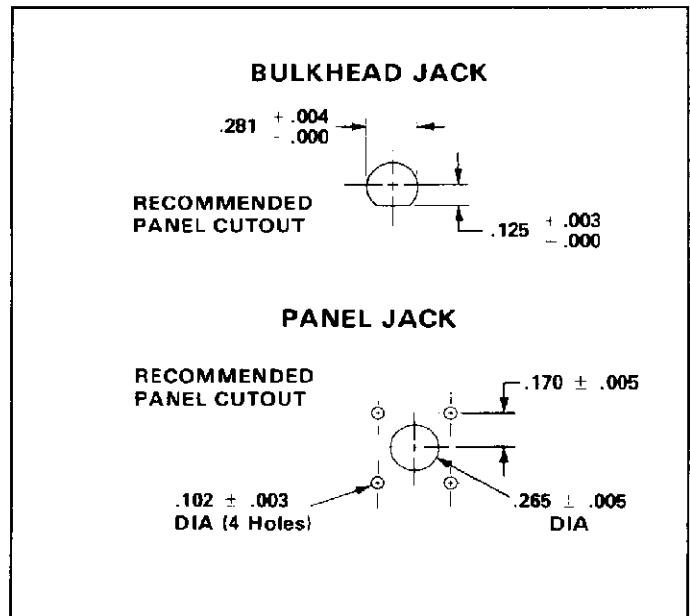 BULKHEAD JACK
.281 + .004
- .000
RECOMMENDED
PANEL CUTOUT
.125 + .003
- .000
PANEL JACK
RECOMMENDED
PANEL CUTOUT
.170 ± .005
.102 ± .003
DIA (4 Holes)
.265 ± .005
DIA